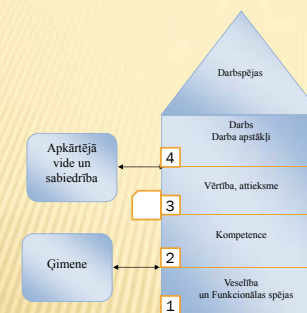 Darbspējas
Darbs
Darba apstākļi
Apkārtējā
vide un
sabiedrība
4
Vērtība, attieksme
3
Kompetence
Ģimene
2
Veselība
un Funkcionālas spējas
1